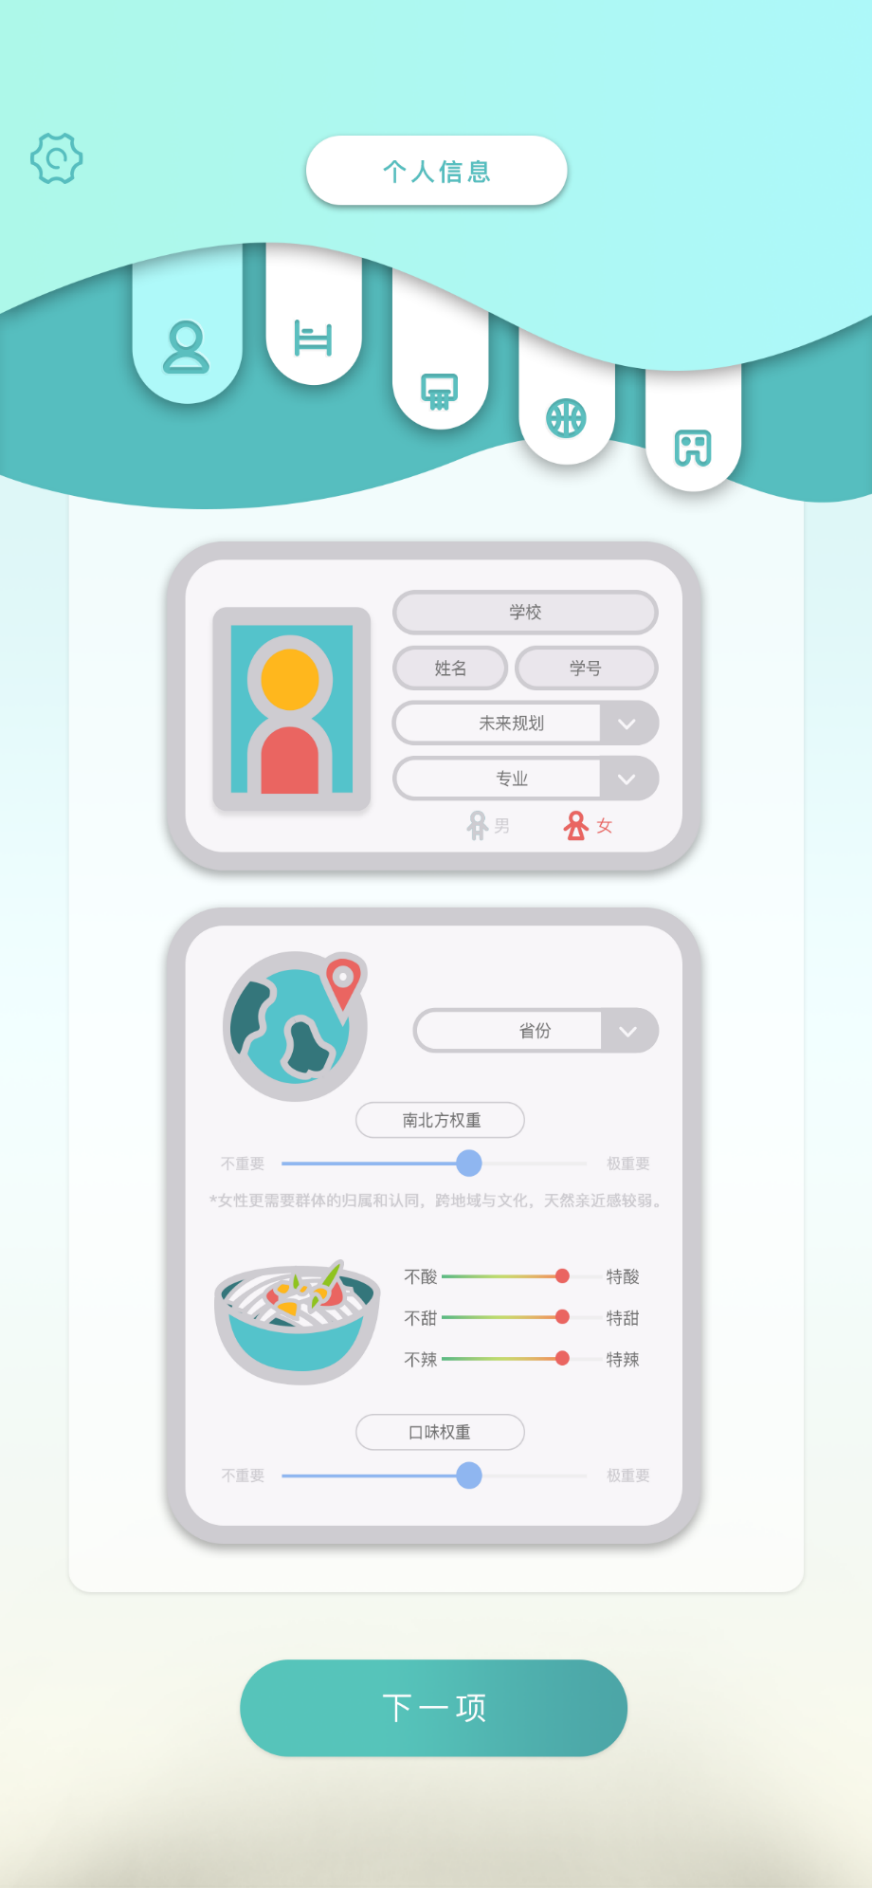 个人信息
学校
姓名 学号
未来规划
专业
男 女
省份
南北方权重
不重要 极重要
*女性更需要群体的归属和认同，跨地域与文化，天然亲近感较弱。
不酸 特酸
不甜 特甜
不辣 特辣
口味权重
不重要 极重要
下一项